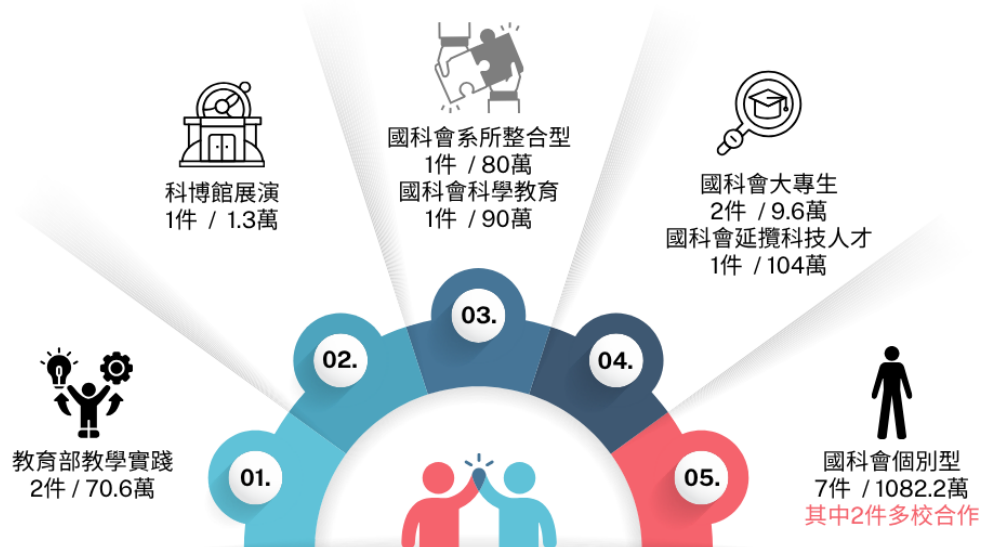 01.
教育部教學實踐
2件 / 70.6萬
02.
科博館展演
1件 / 1.3萬
03.
國科會系所整合型
1件 / 80萬
國科會科學教育
1件 / 90萬
04.
國科會大專生
2件 / 9.6萬
國科會延攬科技人才
1件 / 104萬
05.
國科會個別型
7件 / 1082.2萬
其中2件多校合作